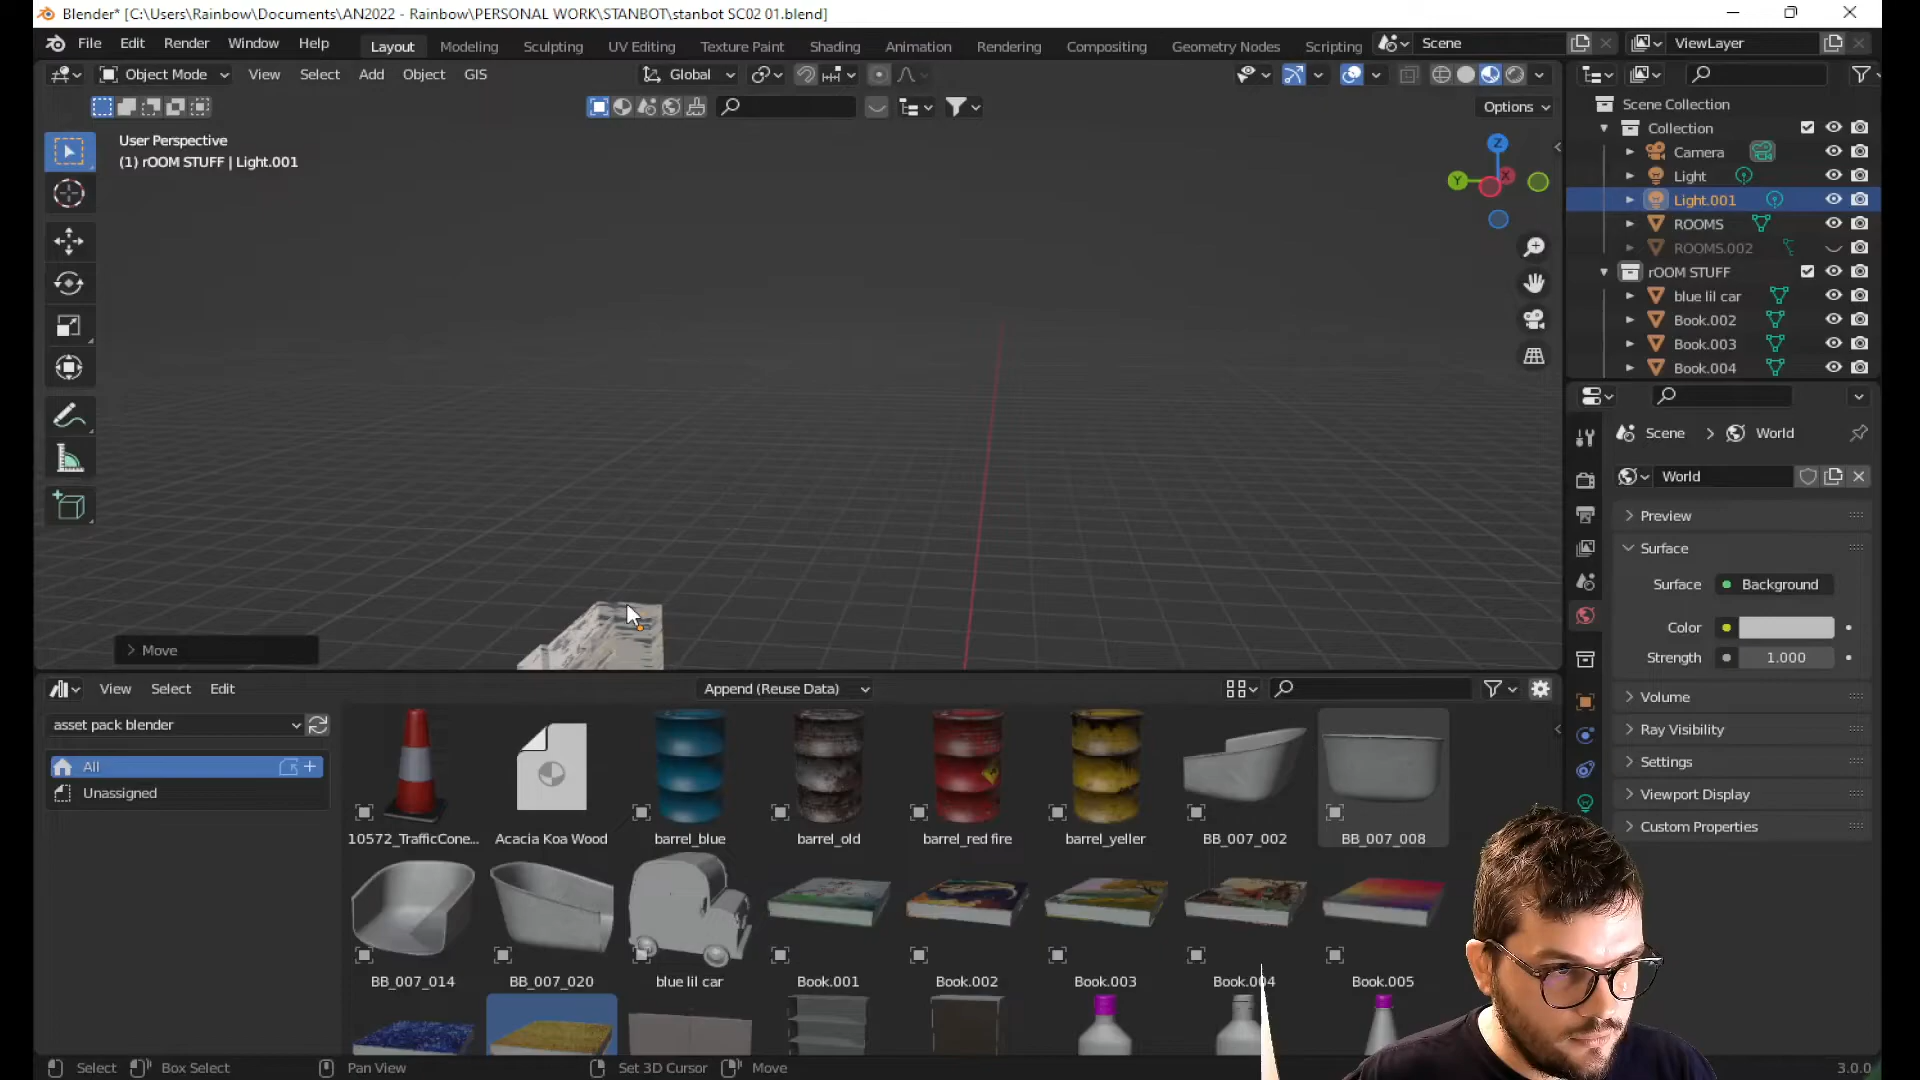 Blender* [C:\Users\Rainbow\Documents\AN2022 - Rainbow\PERSONAL WORK\STANBOT\stanbot SC02 01.blend]
File Edit Render Window Help Layout Modeling Sculpting UV Editing Texture Paint Shading Animation Rendering Compositing Geometry Nodes Scripting Scene ViewLayer
Object Mode View Select Add Object GIS Global
Options
User Perspective
(1) rOOM STUFF | Light.001
Z
Y
X
Scene Collection
Collection
Camera
Light
Light.001
ROOMS
ROOMS.002
rOOM STUFF
blue lil car
Book.002
Book.003
Book.004
Scene > World
World
Preview
Surface
Surface Background
Color
Strength 1.000
Volume
Ray Visibility
Settings
Viewport Display
Custom Properties
> Move
View Select Edit Append (Reuse Data)
asset pack blender
All
Unassigned
10572_TrafficCone... Acacia Koa Wood barrel_blue barrel_old barrel_red fire barrel_yeller BB_007_002 BB_007_008
BB_007_014 BB_007_020 blue lil car Book.001 Book.002 Book.003 Book.004 Book.005
Select Box Select Pan View Set 3D Cursor Move 3.0.0